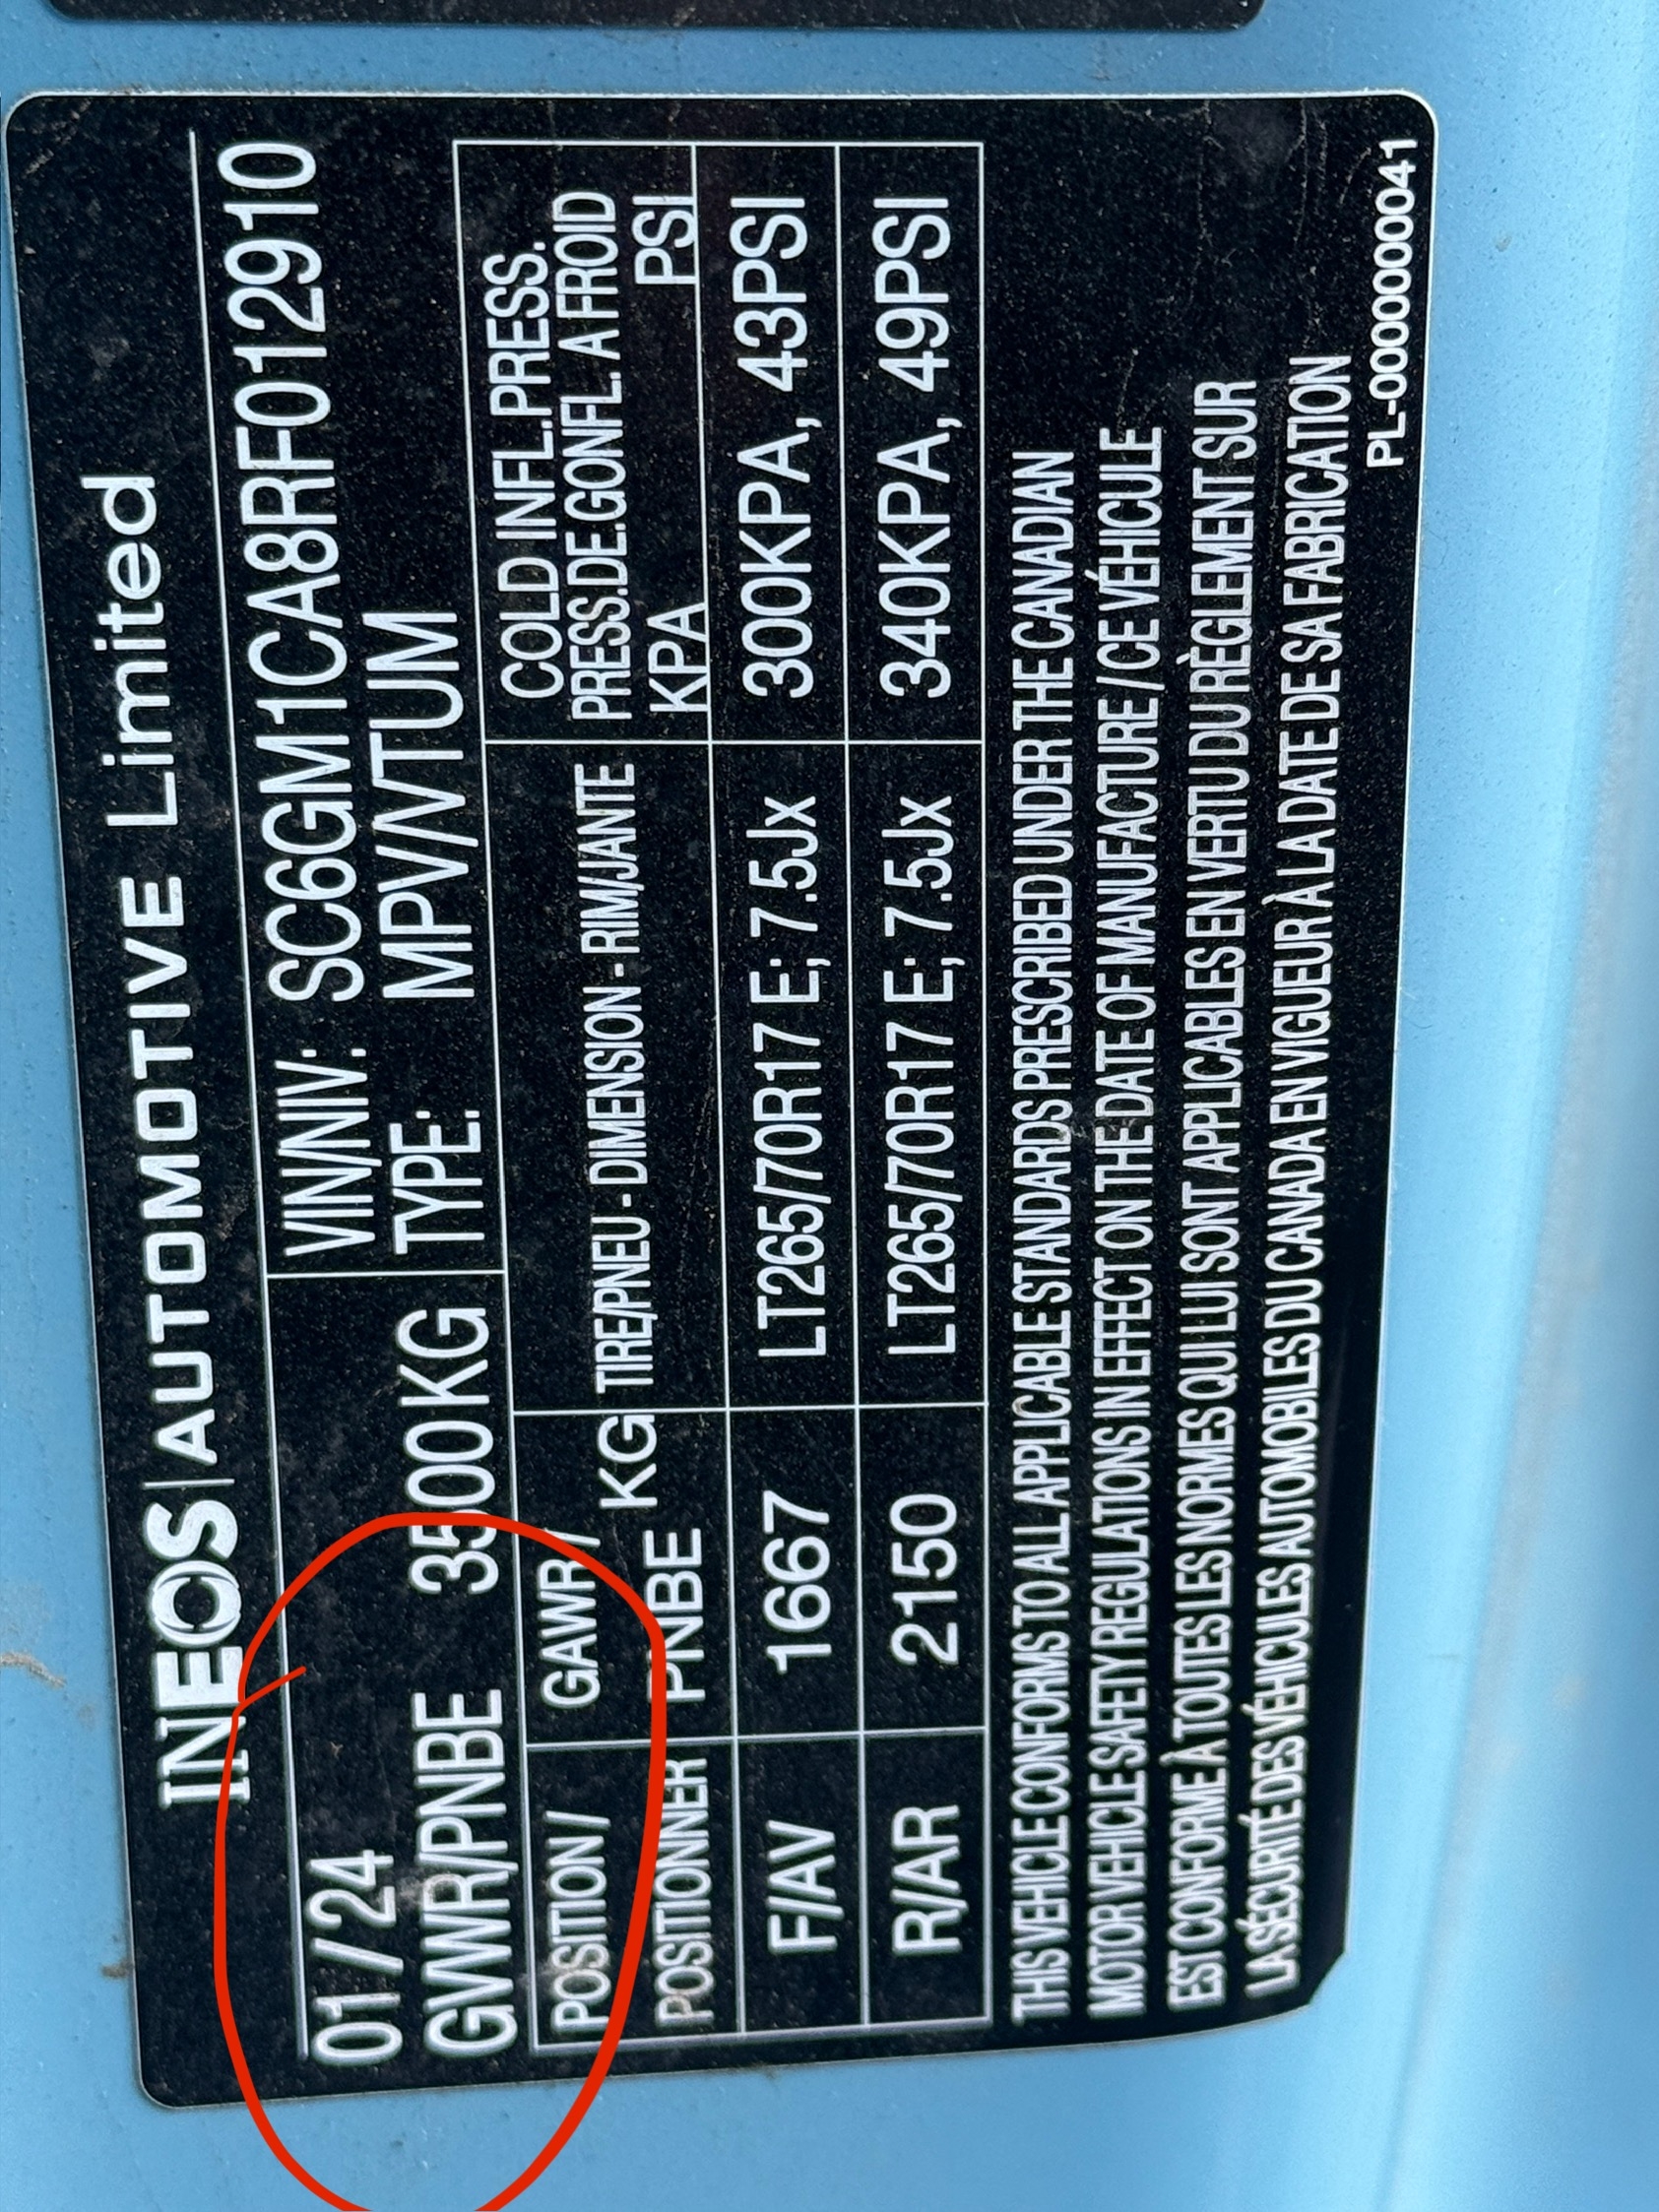 INEOS | AUTOMOTIVE Limited
01/24 VIN/NIV: SC6GM1CA8RF012910
GVWR/PNBE 3500KG TYPE: MPV/VTUM
POSITION / GAWR / TIRE/PNEU - DIMENSION - RIM/JANTE COLD INFL.PRESS.
POSITIONNER PNBE KG PRESS.DE.GONFL. A FROID
KPA PSI
F/AV 1667 LT265/70R17 E; 7.5Jx 300KPA, 43PSI
R/AR 2150 LT265/70R17 E; 7.5Jx 340KPA, 49PSI
THIS VEHICLE CONFORMS TO ALL APPLICABLE STANDARDS PRESCRIBED UNDER THE CANADIAN
MOTOR VEHICLE SAFETY REGULATIONS IN EFFECT ON THE DATE OF MANUFACTURE / CE VÉHICULE
EST CONFORME À TOUTES LES NORMES QUI LUI SONT APPLICABLES EN VERTU DU RÈGLEMENT SUR
LA SÉCURITÉ DES VÉHICULES AUTOMOBILES DU CANADA EN VIGUEUR À LA DATE DE SA FABRICATION
PL-0000000041